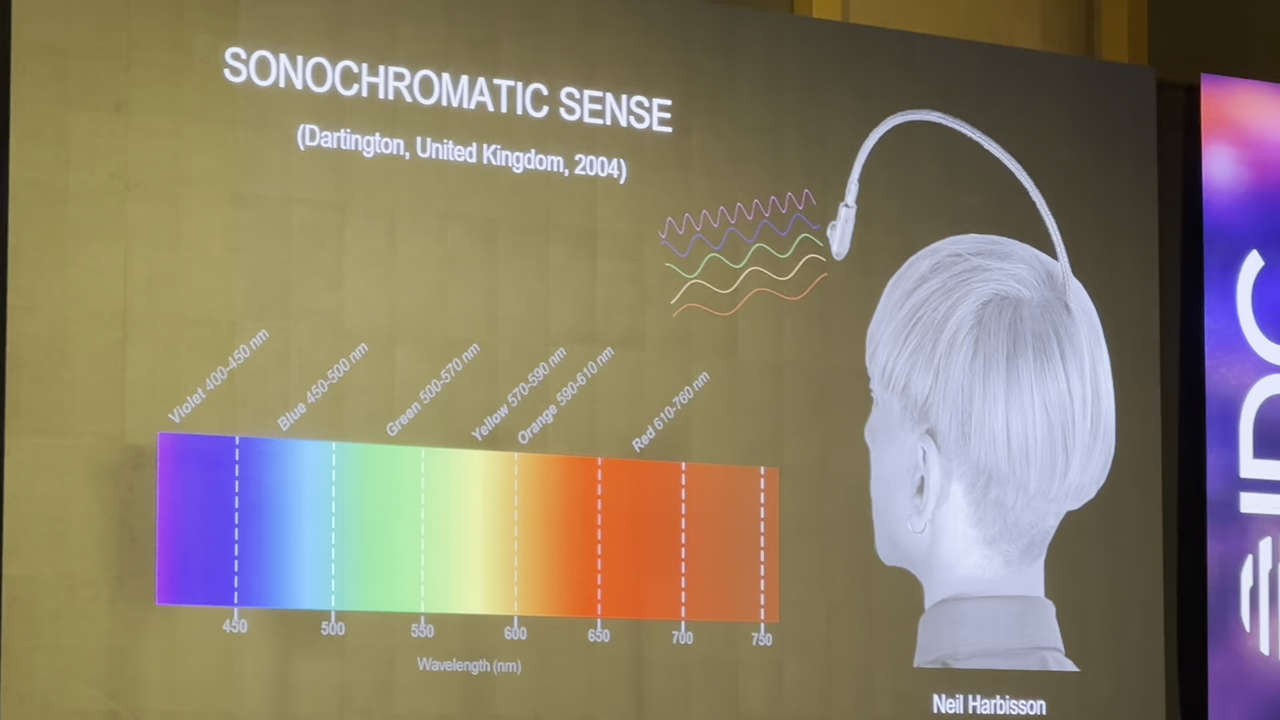 SONOCHROMATIC SENSE
(Dartington, United Kingdom, 2004)
Violet 400-450 nm
Blue 450-500 nm
Green 500-570 nm
Yellow 570-590 nm
Orange 590-610 nm
Red 610-760 nm
450 500 550 600 650 700 750
Wavelength (nm)
Neil Harbisson
IDC